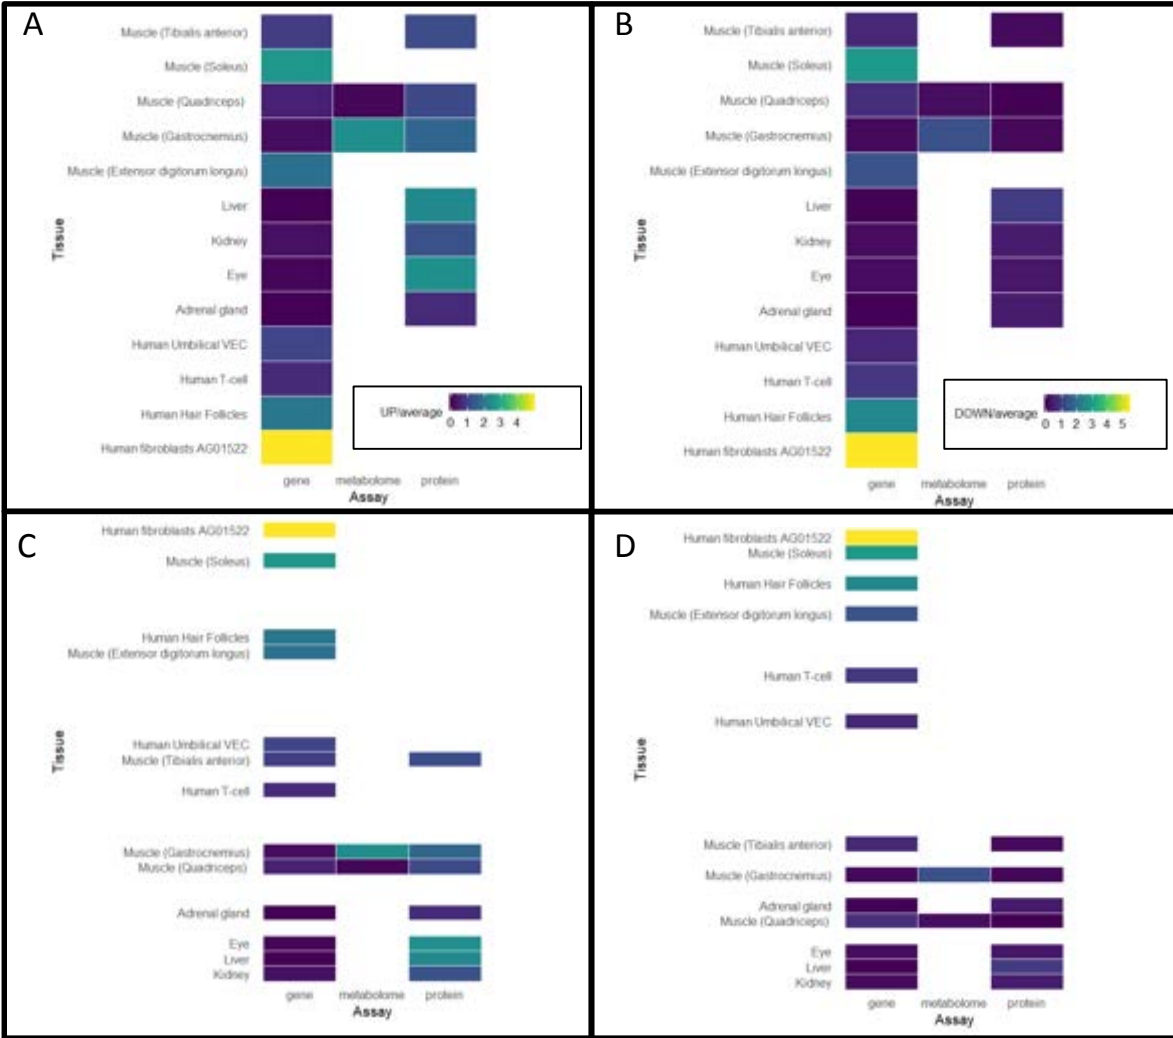 A
Muscle (Tibialis anterior)
Muscle (Soleus)
Muscle (Quadriceps)
Muscle (Gastrocnemius)
Muscle (Extensor digitorum longus)
Liver
Kidney
Eye
Adrenal gland
Human Umbilical VEC
Human T-cell
Human Hair Follicles
Human fibroblasts AG01522
Tissue
UP/average
0 1 2 3 4
gene metabolome protein
Assay
B
Muscle (Tibialis anterior)
Muscle (Soleus)
Muscle (Quadriceps)
Muscle (Gastrocnemius)
Muscle (Extensor digitorum longus)
Liver
Kidney
Eye
Adrenal gland
Human Umbilical VEC
Human T-cell
Human Hair Follicles
Human fibroblasts AG01522
Tissue
DOWN/average
0 1 2 3 4 5
gene metabolome protein
Assay
C
Human fibroblasts AG01522
Muscle (Soleus)
Human Hair Follicles
Muscle (Extensor digitorum longus)
Human Umbilical VEC
Muscle (Tibialis anterior)
Human T-cell
Muscle (Gastrocnemius)
Muscle (Quadriceps)
Adrenal gland
Eye
Liver
Kidney
Tissue
gene metabolome protein
Assay
D
Human fibroblasts AG01522
Muscle (Soleus)
Human Hair Follicles
Muscle (Extensor digitorum longus)
Human T-cell
Human Umbilical VEC
Muscle (Tibialis anterior)
Muscle (Gastrocnemius)
Adrenal gland
Muscle (Quadriceps)
Eye
Liver
Kidney
Tissue
gene metabolome protein
Assay